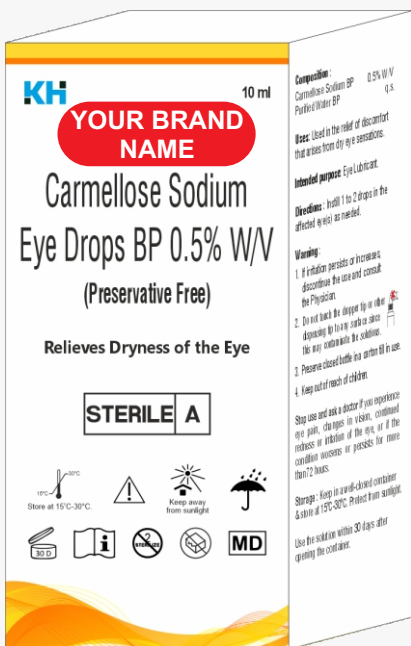 KH
10 ml
YOUR BRAND
NAME
Carmellose Sodium
Eye Drops BP 0.5% W/V
(Preservative Free)
Relieves Dryness of the Eye
STERILE A
30°C
15°C
Store at 15°C-30°C.
Keep away
from sunlight
30 D
i
2
STERILIZE
MD
Composition :
Carmellose Sodium BP 0.5% W/V
Purified Water BP q.s.
Uses: Used in the relief of discomfort
that arises from dry eye sensations.
Intended purpose: Eye Lubricant.
Directions : Instill 1 to 2 drops in the
affected eye(s) as needed.
Warning :
1. If irritation persists or increases,
discontinue the use and consult
the Physician.
2. Do not touch the dropper tip or other
dispensing tip to any surface since
this may contaminate the solutions.
3. Preserve closed bottle in a carton till in use.
4. Keep out of reach of children.
Stop use and ask a doctor if you experience
eye pain, changes in vision, continued
redness or irritation of the eye, or if the
condition worsens or persists for more
than 72 hours.
Storage : Keep in a well-closed container
& store at 15°C-30°C. Protect from sunlight.
Use the solution within 30 days after
opening the container.